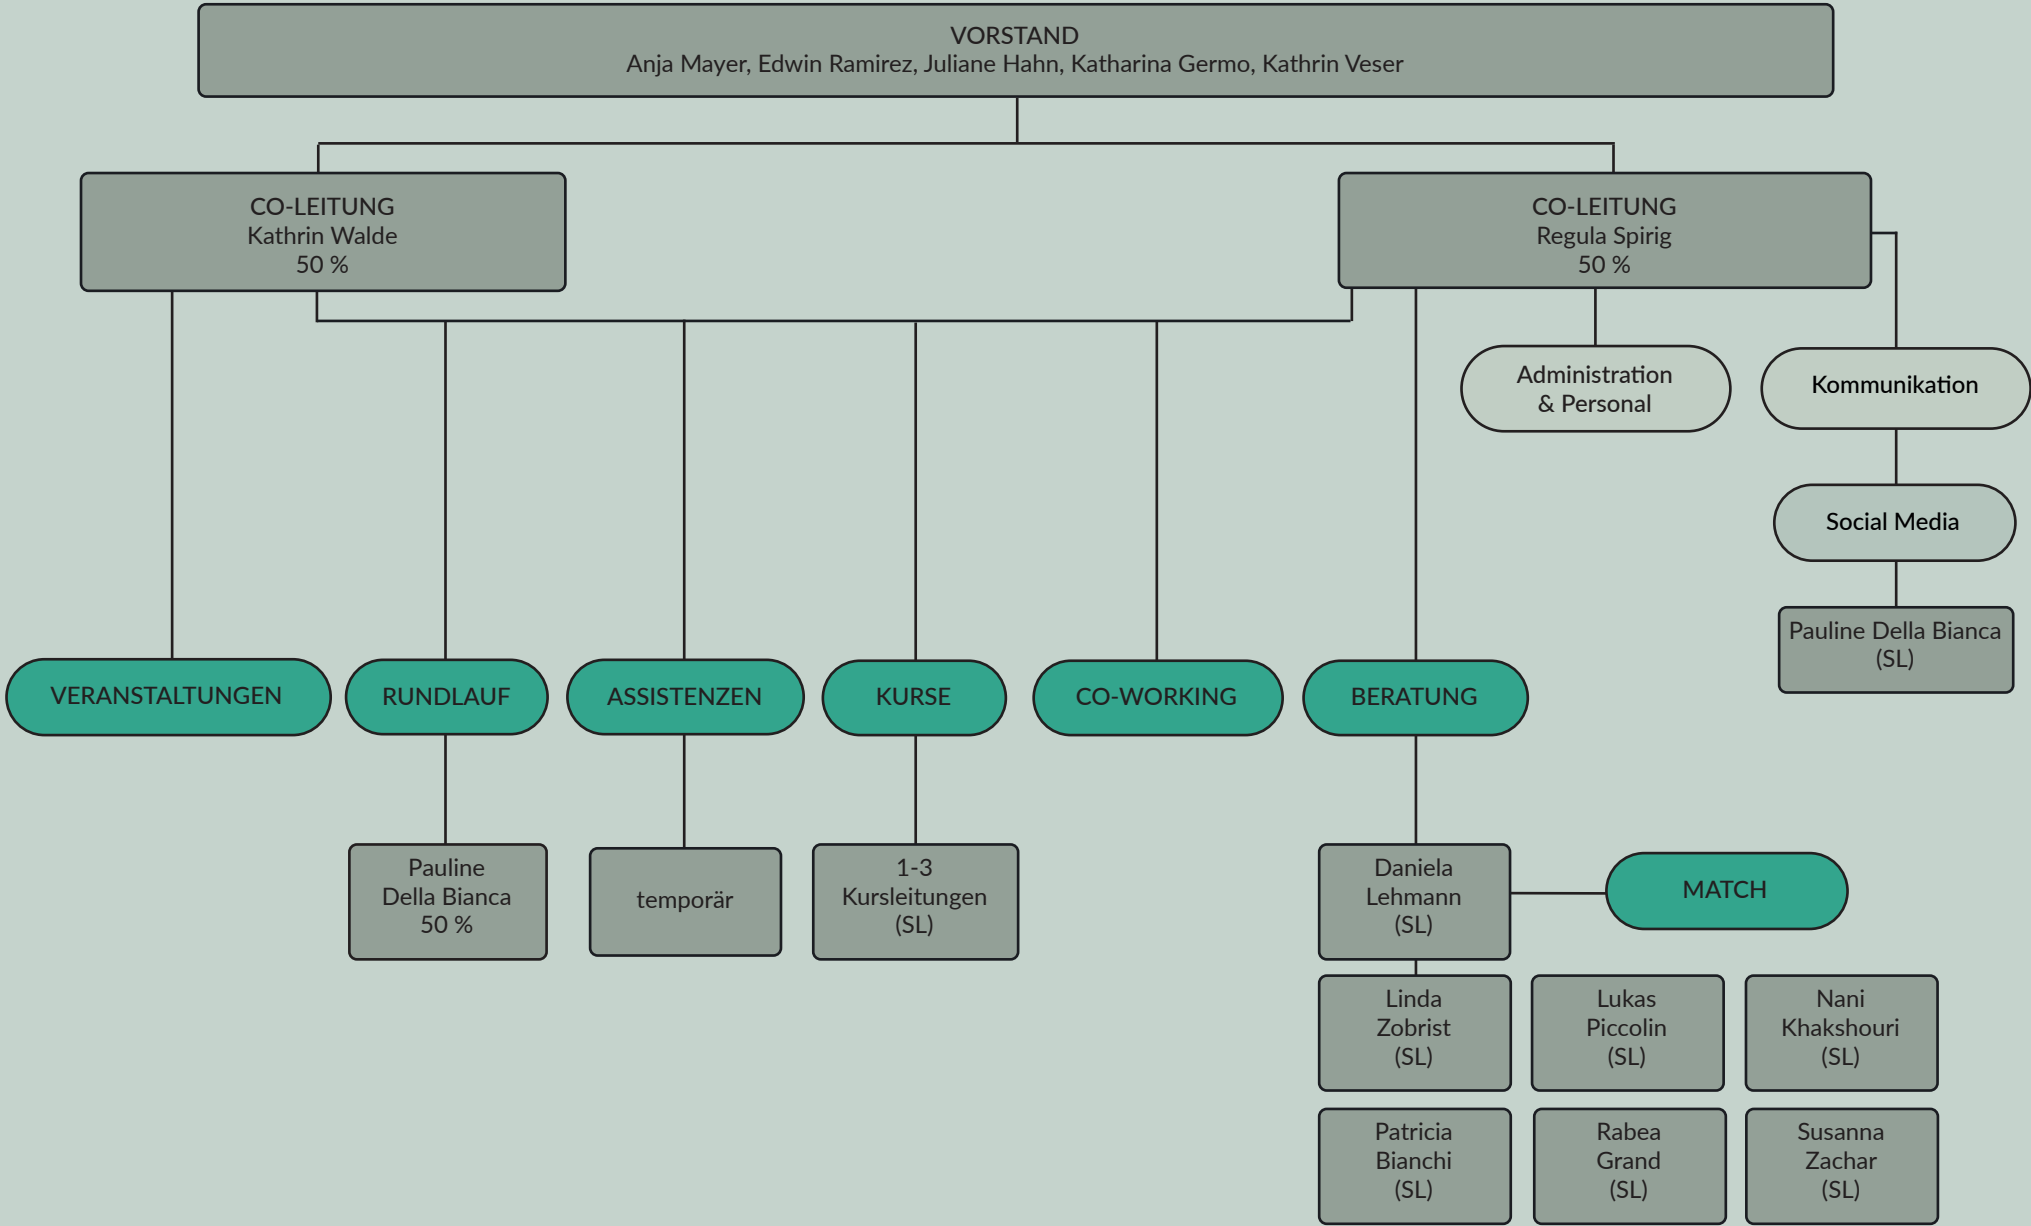 VORSTAND
Anja Mayer, Edwin Ramirez, Juliane Hahn, Katharina Germo, Kathrin Veser
CO-LEITUNG
Kathrin Walde
50 %
CO-LEITUNG
Regula Spirig
50 %
Administration
& Personal
Kommunikation
Social Media
Pauline Della Bianca
(SL)
VERANSTALTUNGEN
RUNDLAUF
ASSISTENZEN
KURSE
CO-WORKING
BERATUNG
Pauline
Della Bianca
50 %
temporär
1-3
Kursleitungen
(SL)
Daniela
Lehmann
(SL)
MATCH
Linda
Zobrist
(SL)
Lukas
Piccolin
(SL)
Nani
Khakshouri
(SL)
Patricia
Bianchi
(SL)
Rabea
Grand
(SL)
Susanna
Zachar
(SL)